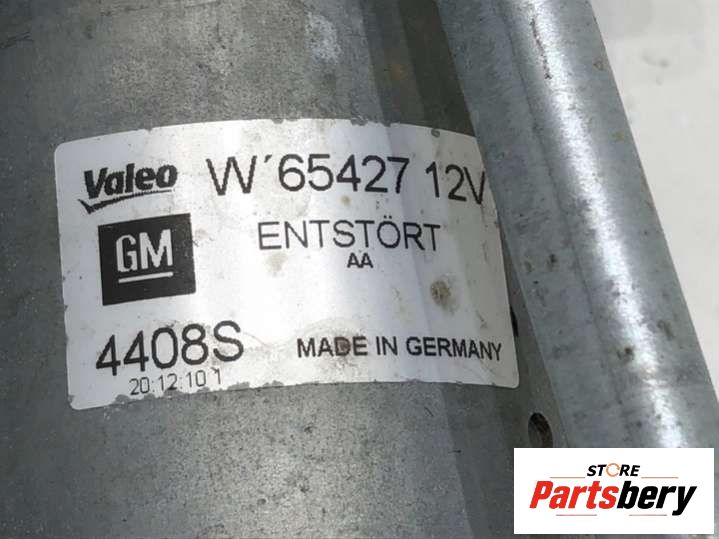 Valeo W´65427 12V
GM ENTSTÖRT
AA
4408S MADE IN GERMANY
20.12.10 1
STORE
Partsbery